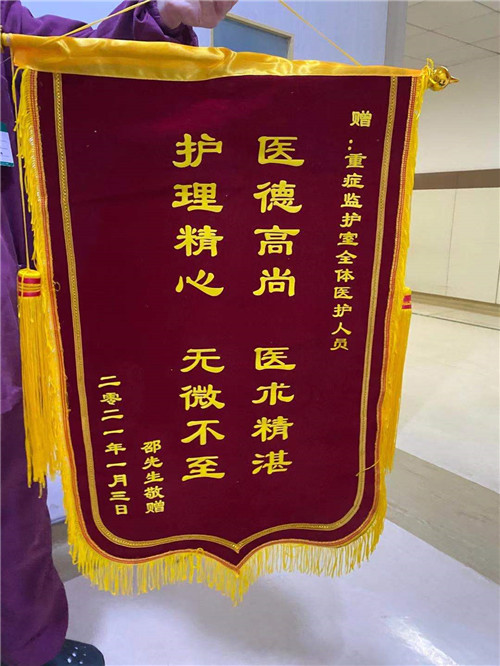 赠:重症监护室全体医护人员
医德高尚 医术精湛
护理精心 无微不至
邵先生敬赠
二零二一年一月三日